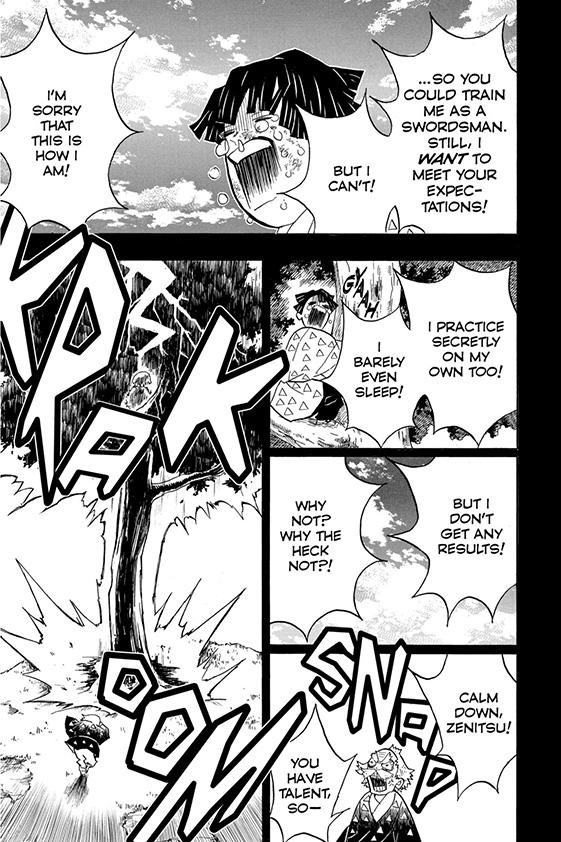 ...SO YOU
COULD TRAIN
ME AS A
SWORDSMAN.
STILL, I
WANT TO
MEET YOUR
EXPEC-
TATIONS!
BUT I
CAN'T!
I'M
SORRY
THAT
THIS IS
HOW I
AM!
GYAH
I PRACTICE
SECRETLY
ON MY
OWN TOO!
I
BARELY
EVEN
SLEEP!
BUT I
DON'T
GET ANY
RESULTS!
WHY
NOT?
WHY THE
HECK
NOT?!
CALM
DOWN,
ZENITSU!
SNAP
YOU
HAVE
TALENT,
SO—
KRAK
OOM